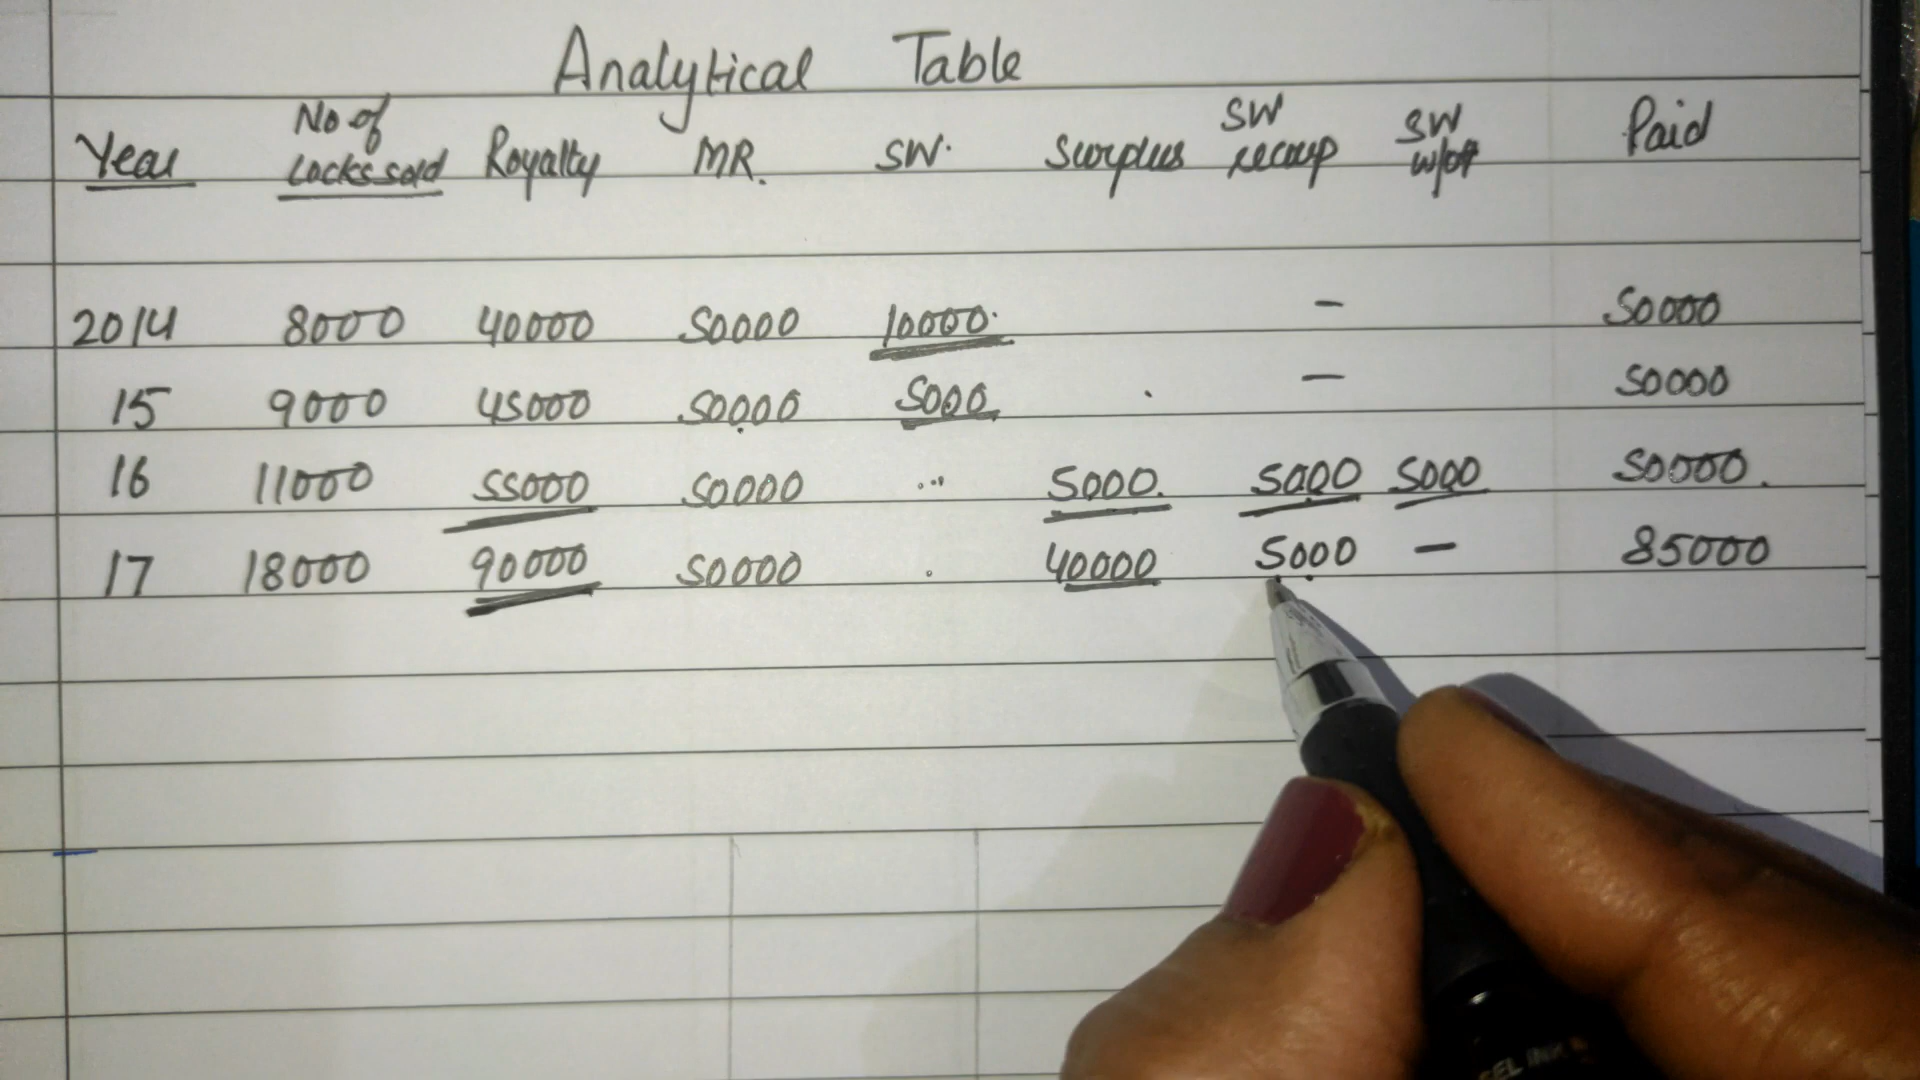 Analytical Table
Year No of Locks sold Royalty MR. SW. Surplus SW recoup SW w/off Paid
2014 8000 40000 50000 10000. - 50000
15 9000 45000 50000 5000 - 50000
16 11000 55000 50000 ... 5000. 5000 5000 50000.
17 18000 90000 50000 . 40000 5000 - 85000